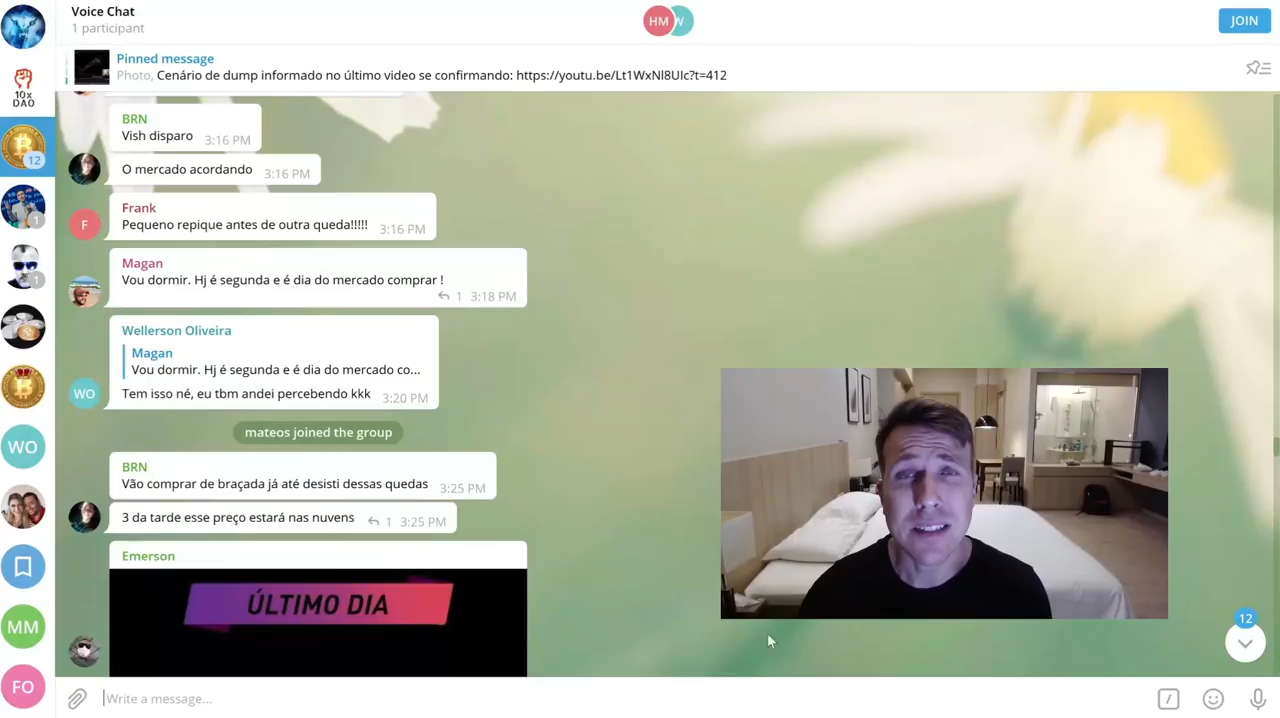 Voice Chat
1 participant
HM
W
JOIN
Pinned message
Photo, Cenário de dump informado no último video se confirmando: https://youtu.be/Lt1WxNl8UIc?t=412
10x
DAO
12
1
1
WO
MM
FO
BRN
Vish disparo 3:16 PM
O mercado acordando 3:16 PM
F
Frank
Pequeno repique antes de outra queda!!!!! 3:16 PM
Magan
Vou dormir. Hj é segunda e é dia do mercado comprar !
1 3:18 PM
Wellerson Oliveira
Magan
Vou dormir. Hj é segunda e é dia do mercado co...
WO
Tem isso né, eu tbm andei percebendo kkk 3:20 PM
mateos joined the group
BRN
Vão comprar de braçada já até desisti dessas quedas 3:25 PM
3 da tarde esse preço estará nas nuvens 1 3:25 PM
Emerson
ÚLTIMO DIA
12
Write a message...